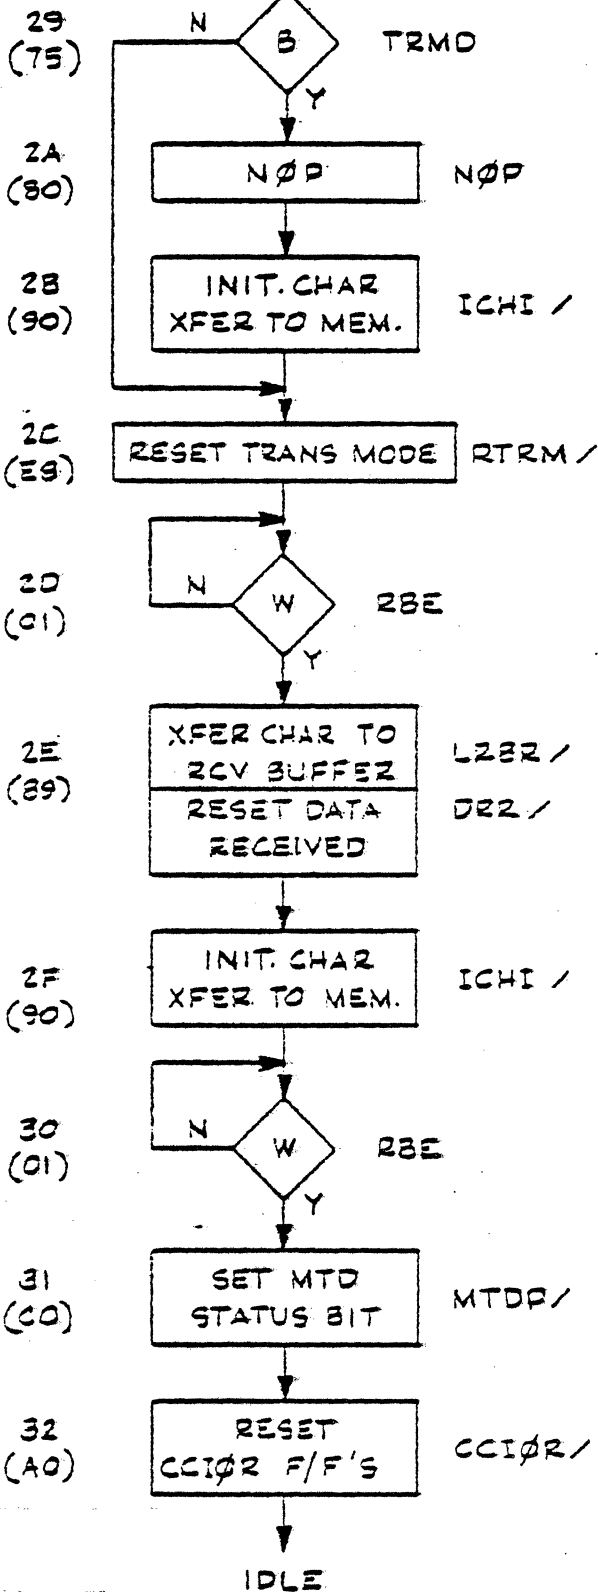 29 N B TRMD
(75)
Y
2A NØP NØP
(80)
2B INIT. CHAR ICHI /
(90) XFER TO MEM.
2C RESET TRANS MODE RTRM /
(E8)
2D N W RBE
(01)
Y
2E XFER CHAR TO LRBR /
(89) RCV BUFFER
RESET DATA DRR /
RECEIVED
2F INIT. CHAR ICHI /
(90) XFER TO MEM.
30 N W RBE
(01)
Y
31 SET MTD MTDP/
(C0) STATUS BIT
32 RESET CCIØR/
(A0) CCIØR F/F'S
IDLE